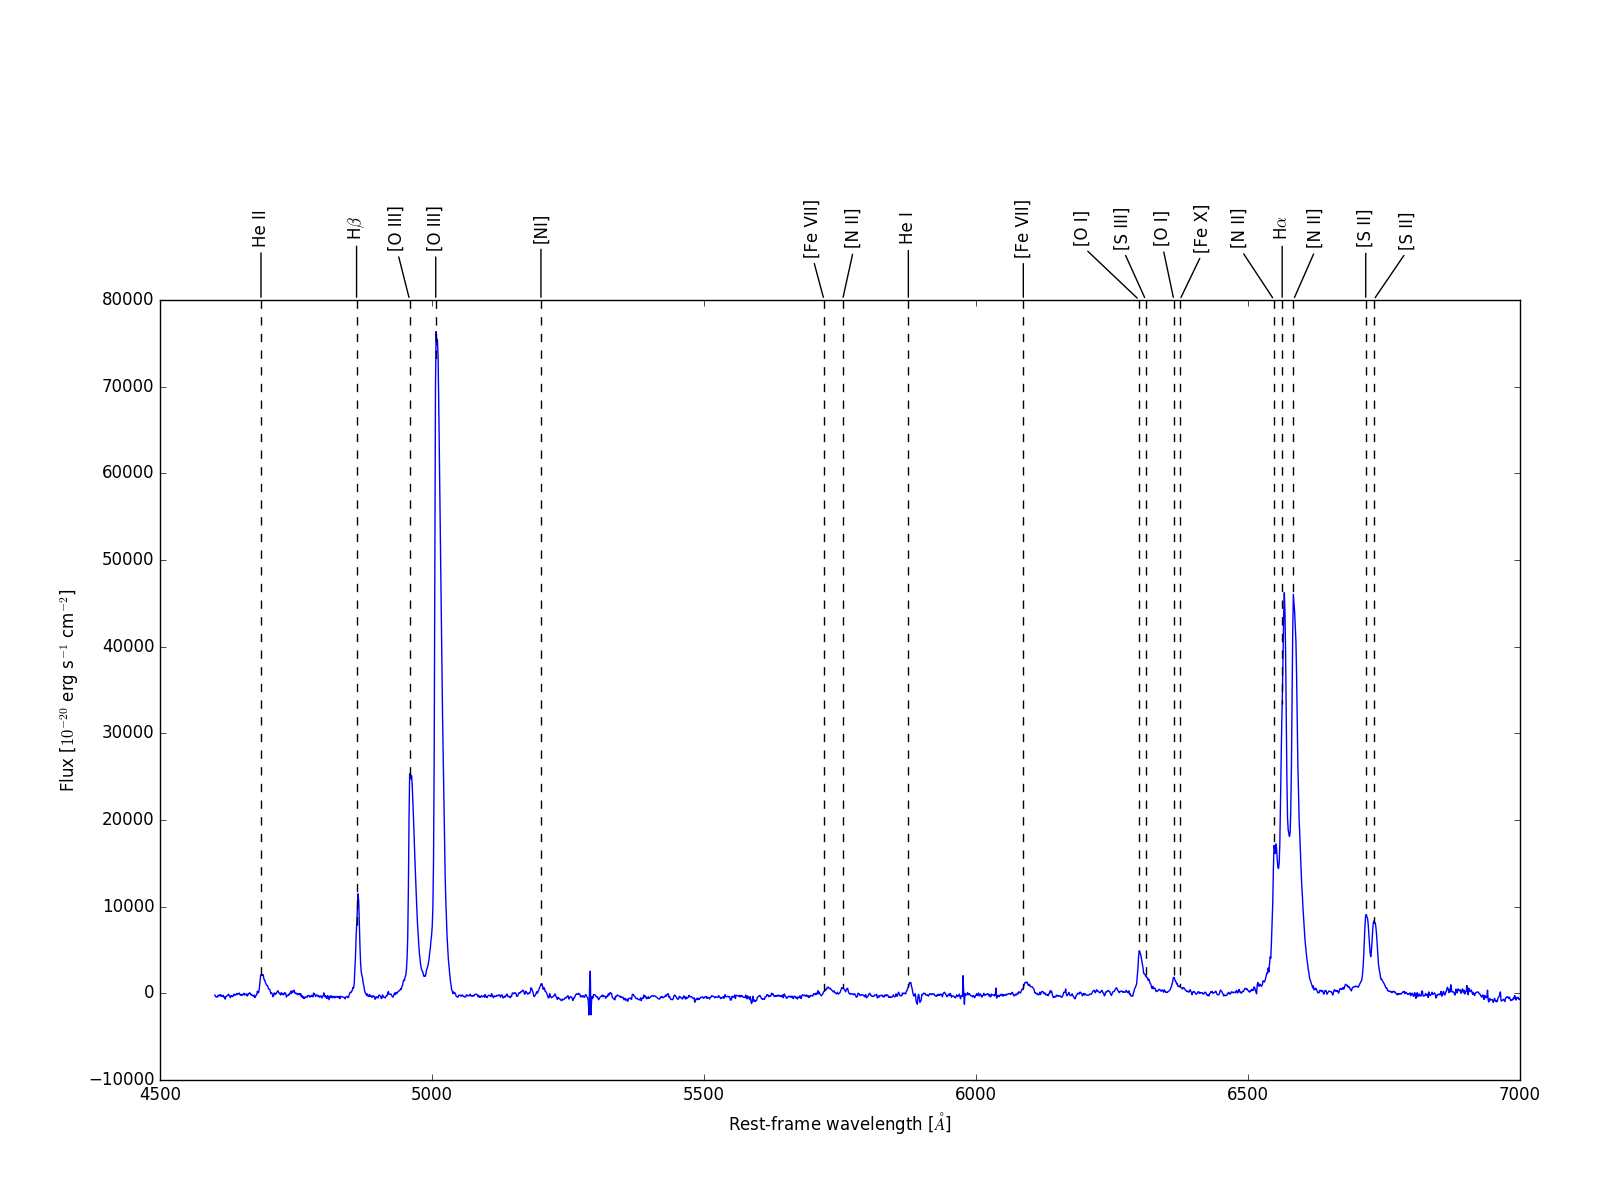 He II
Hβ
[O III]
[O III]
[NI]
[Fe VII]
[N II]
He I
[Fe VII]
[O I]
[S III]
[O I]
[Fe X]
[N II]
Hα
[N II]
[S II]
[S II]
80000
70000
60000
50000
40000
30000
20000
10000
0
−10000
Flux [10⁻²⁰ erg s⁻¹ cm⁻²]
4500 5000 5500 6000 6500 7000
Rest-frame wavelength [Å]